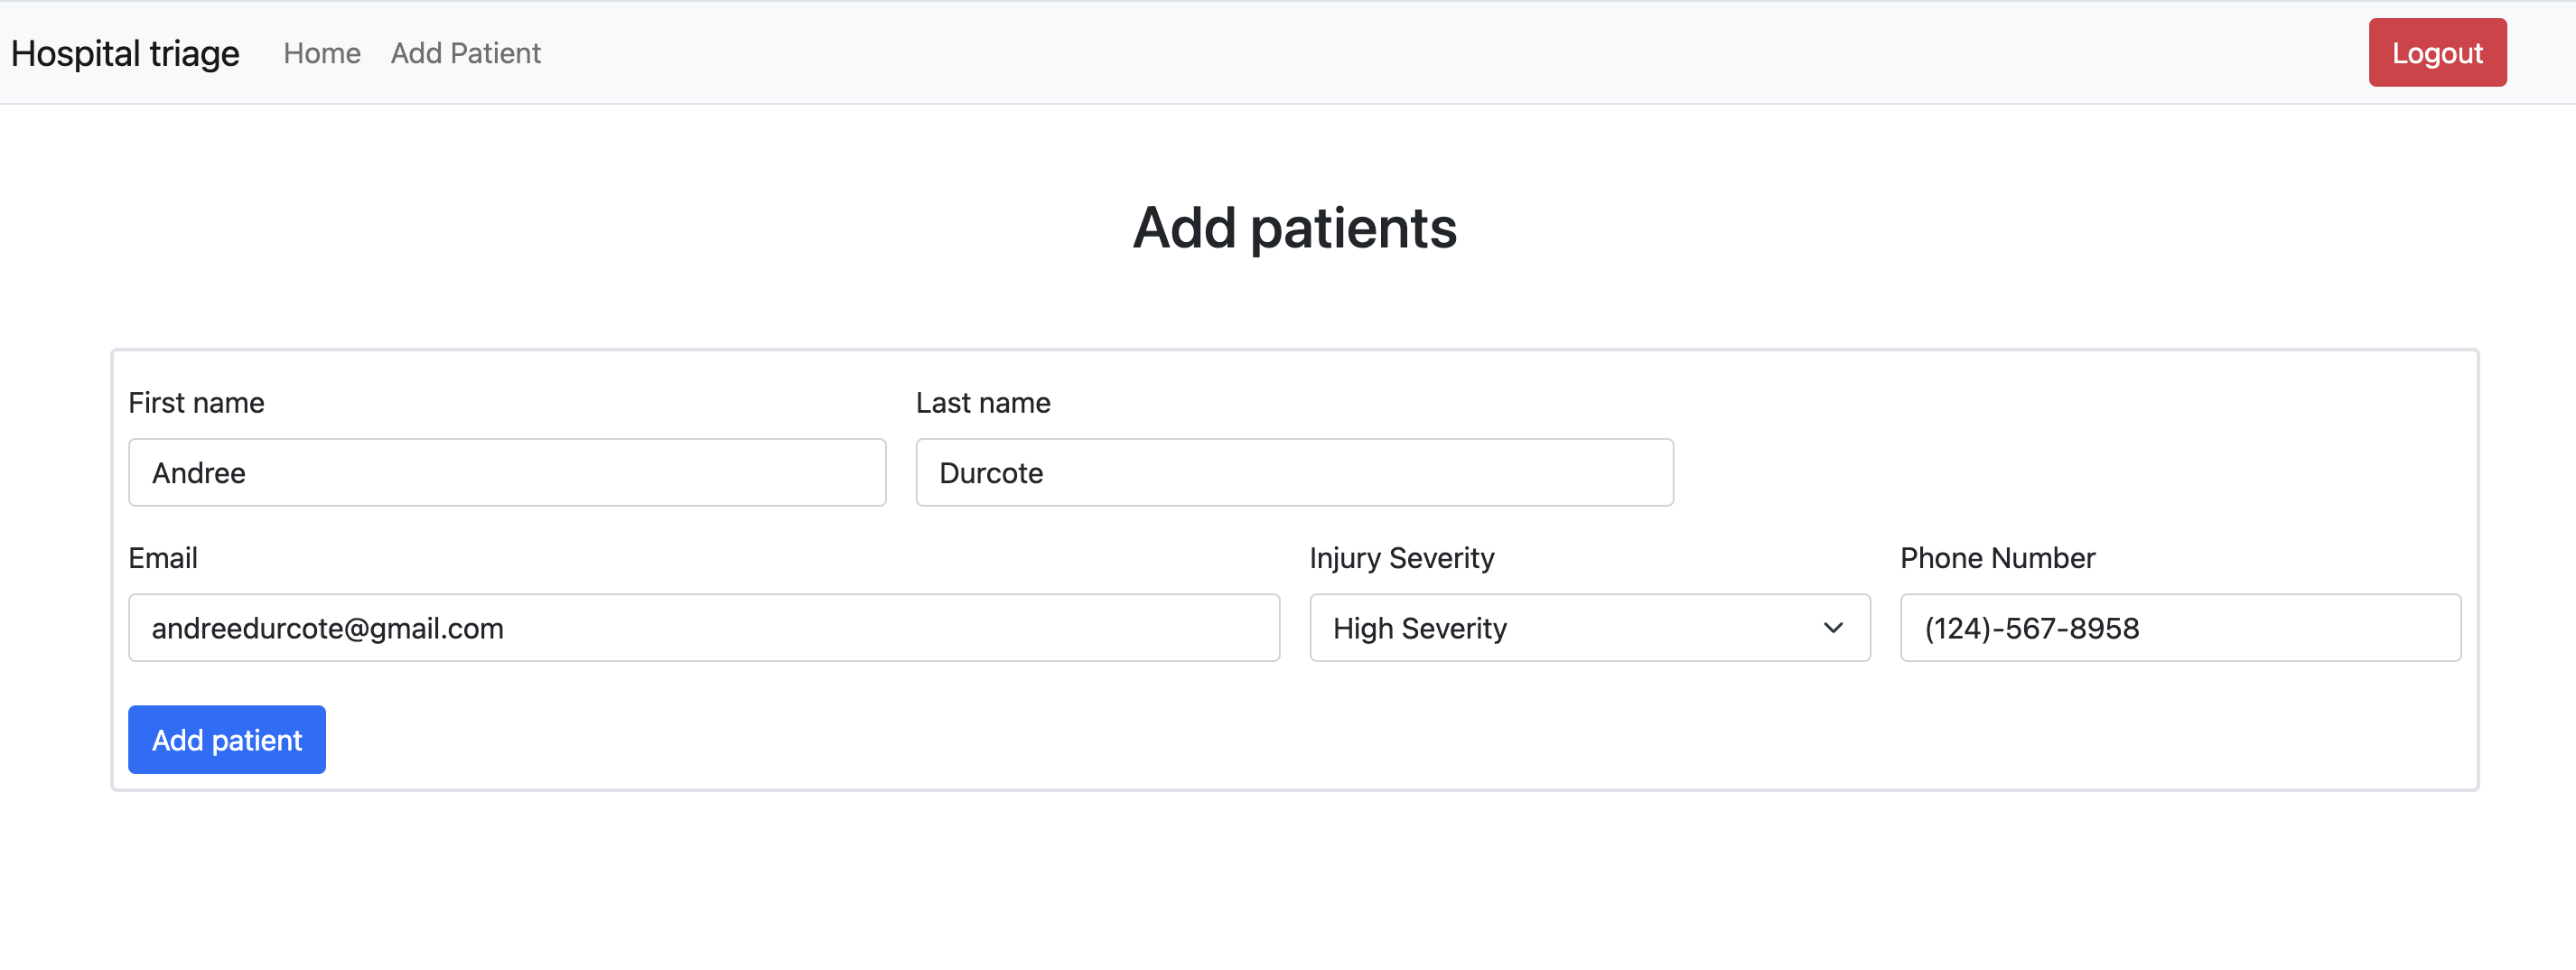 Hospital triage Home Add Patient Logout
Add patients
First name Last name
Andree Durcote
Email Injury Severity Phone Number
andreedurcote@gmail.com High Severity (124)-567-8958
Add patient